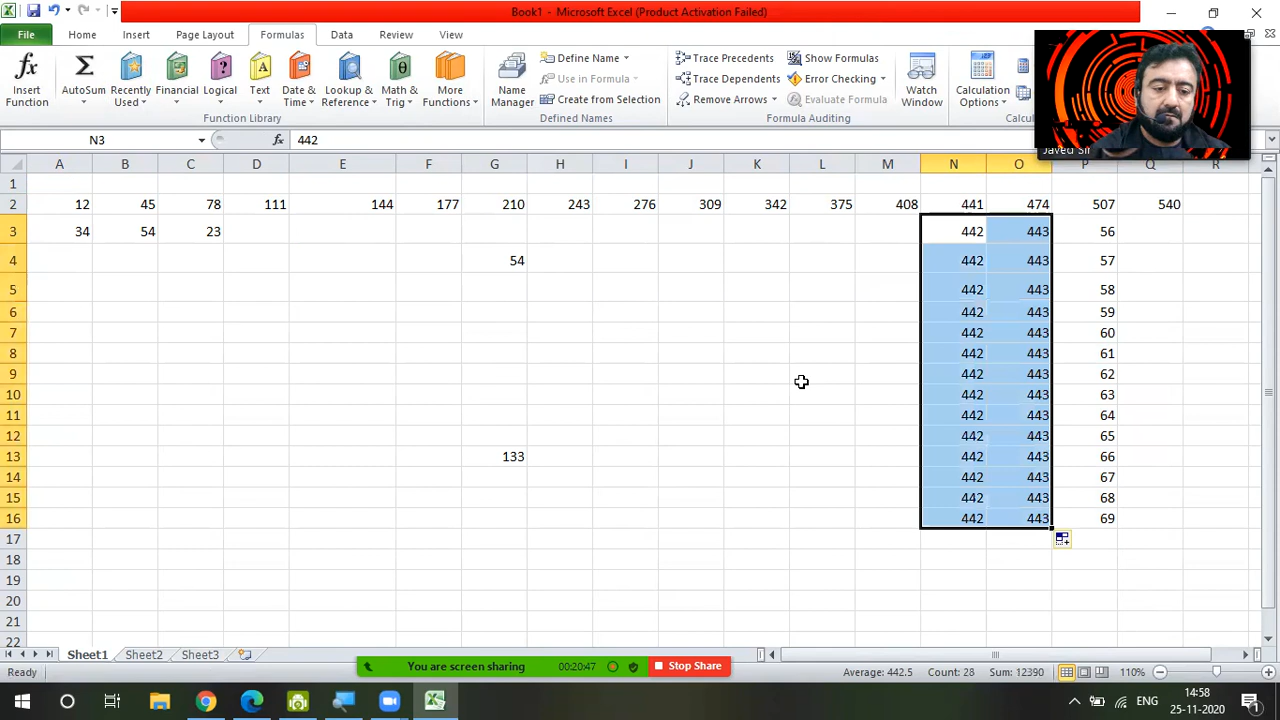 Book1 - Microsoft Excel (Product Activation Failed)
File Home Insert Page Layout Formulas Data Review View
Insert Function
AutoSum
Recently Used
Financial
Logical
Text
Date & Time
Lookup & Reference
Math & Trig
More Functions
Function Library
Name Manager
Define Name
Use in Formula
Create from Selection
Defined Names
Trace Precedents
Trace Dependents
Remove Arrows
Show Formulas
Error Checking
Evaluate Formula
Formula Auditing
Watch Window
Calculation Options
N3 fx 442
A B C D E F G H I J K L M N O P Q R
1
2 12 45 78 111 144 177 210 243 276 309 342 375 408 441 474 507 540
3 34 54 23 442 443 56
4 54 442 443 57
5 442 443 58
6 442 443 59
7 442 443 60
8 442 443 61
9 442 443 62
10 442 443 63
11 442 443 64
12 442 443 65
13 133 442 443 66
14 442 443 67
15 442 443 68
16 442 443 69
17
18
19
20
21
22
Sheet1 Sheet2 Sheet3
You are screen sharing 00:20:47 Stop Share
Ready Average: 442.5 Count: 28 Sum: 12390 110%
ENG 14:58
25-11-2020